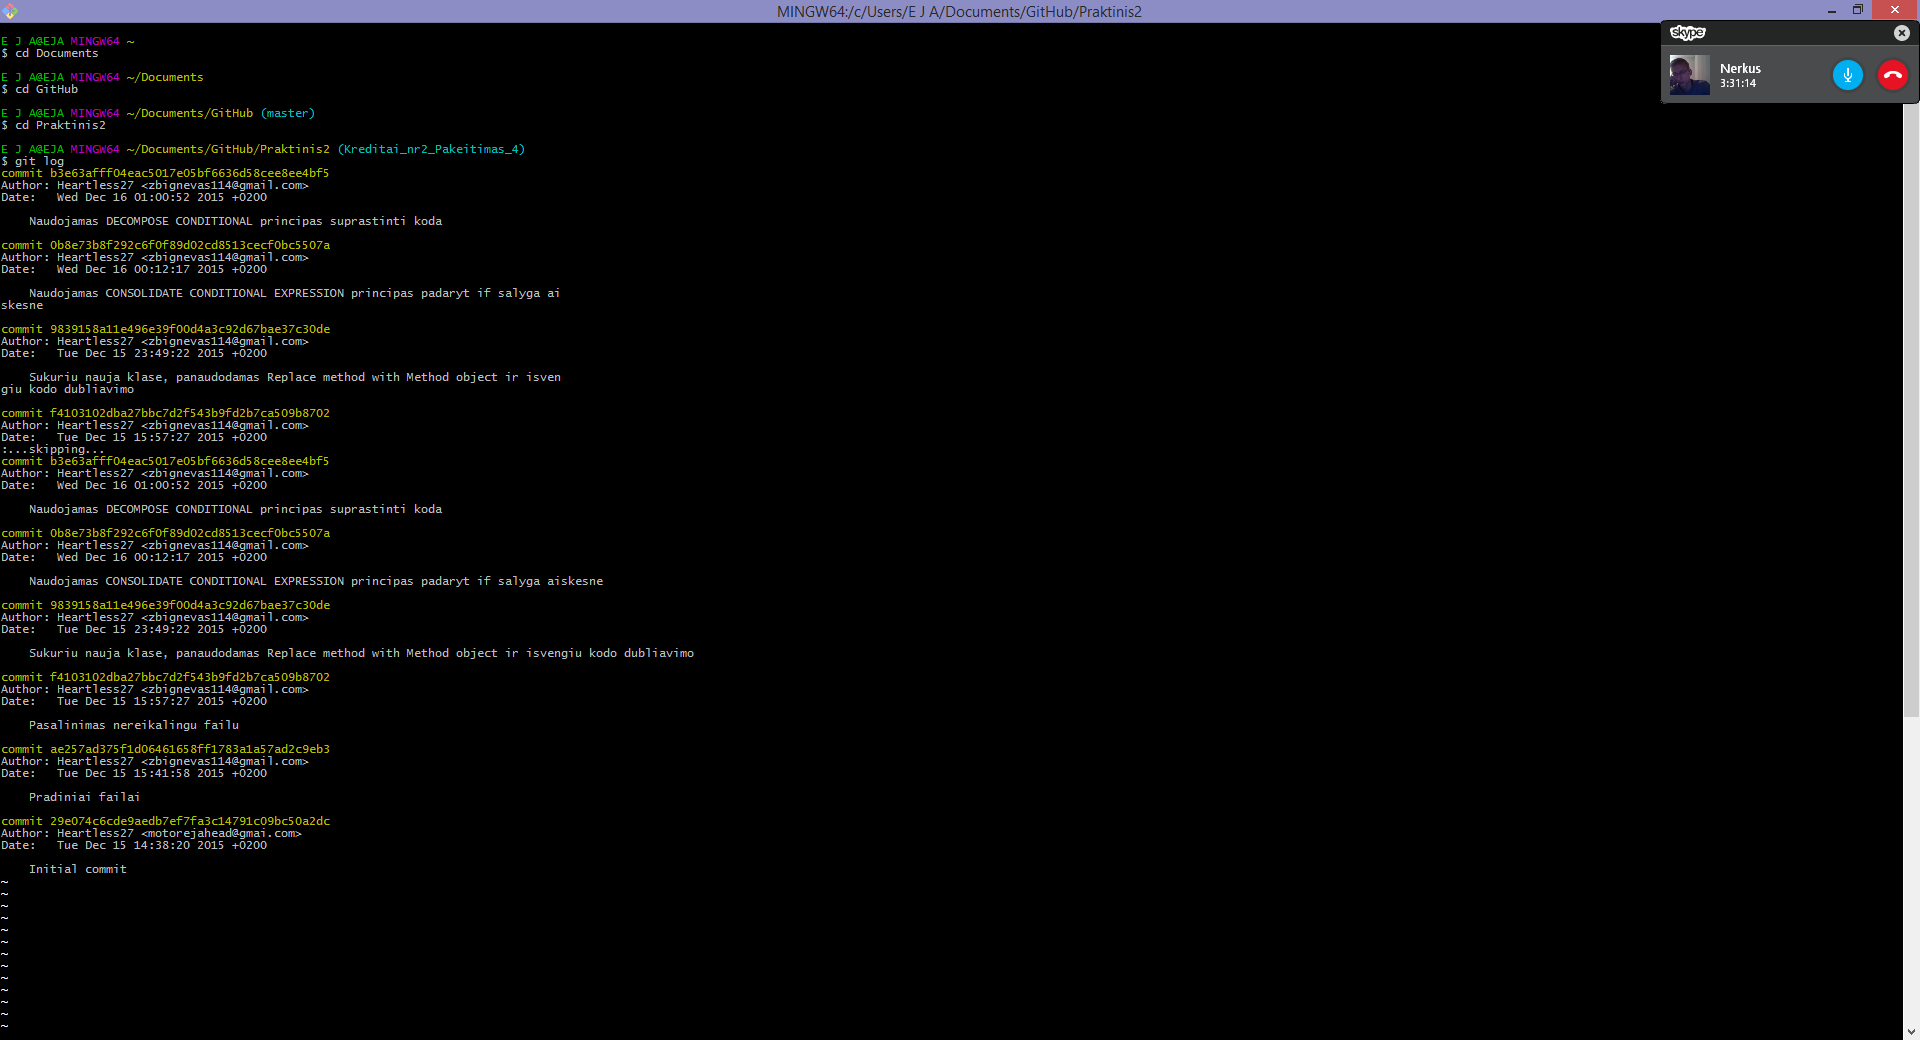 MINGW64:/c/Users/E J A/Documents/GitHub/Praktinis2
skype
Nerkus
3:31:14
E J A@EJA MINGW64 ~
$ cd Documents
E J A@EJA MINGW64 ~/Documents
$ cd GitHub
E J A@EJA MINGW64 ~/Documents/GitHub (master)
$ cd Praktinis2
E J A@EJA MINGW64 ~/Documents/GitHub/Praktinis2 (Kreditai_nr2_Pakeitimas_4)
$ git log
commit b3e63afff04eac5017e05bf6636d58cee8ee4bf5
Author: Heartless27 <zbignevas114@gmail.com>
Date:   Wed Dec 16 01:00:52 2015 +0200
Naudojamas DECOMPOSE CONDITIONAL principas suprastinti koda
commit 0b8e73b8f292c6f0f89d02cd8513cecf0bc5507a
Author: Heartless27 <zbignevas114@gmail.com>
Date:   Wed Dec 16 00:12:17 2015 +0200
Naudojamas CONSOLIDATE CONDITIONAL EXPRESSION principas padaryt if salyga ai
skesne
commit 9839158a11e496e39f00d4a3c92d67bae37c30de
Author: Heartless27 <zbignevas114@gmail.com>
Date:   Tue Dec 15 23:49:22 2015 +0200
Sukuriu nauja klase, panaudodamas Replace method with Method object ir isven
giu kodo dubliavimo
commit f4103102dba27bbc7d2f543b9fd2b7ca509b8702
Author: Heartless27 <zbignevas114@gmail.com>
Date:   Tue Dec 15 15:57:27 2015 +0200
:...skipping...
commit b3e63afff04eac5017e05bf6636d58cee8ee4bf5
Author: Heartless27 <zbignevas114@gmail.com>
Date:   Wed Dec 16 01:00:52 2015 +0200
Naudojamas DECOMPOSE CONDITIONAL principas suprastinti koda
commit 0b8e73b8f292c6f0f89d02cd8513cecf0bc5507a
Author: Heartless27 <zbignevas114@gmail.com>
Date:   Wed Dec 16 00:12:17 2015 +0200
Naudojamas CONSOLIDATE CONDITIONAL EXPRESSION principas padaryt if salyga aiskesne
commit 9839158a11e496e39f00d4a3c92d67bae37c30de
Author: Heartless27 <zbignevas114@gmail.com>
Date:   Tue Dec 15 23:49:22 2015 +0200
Sukuriu nauja klase, panaudodamas Replace method with Method object ir isvengiu kodo dubliavimo
commit f4103102dba27bbc7d2f543b9fd2b7ca509b8702
Author: Heartless27 <zbignevas114@gmail.com>
Date:   Tue Dec 15 15:57:27 2015 +0200
Pasalinimas nereikalingu failu
commit ae257ad375f1d06461658ff1783a1a57ad2c9eb3
Author: Heartless27 <zbignevas114@gmail.com>
Date:   Tue Dec 15 15:41:58 2015 +0200
Pradiniai failai
commit 29e074c6cde9aedb7ef7fa3c14791c09bc50a2dc
Author: Heartless27 <motorejahead@gmai.com>
Date:   Tue Dec 15 14:38:20 2015 +0200
Initial commit
~
~
~
~
~
~
~
~
~
~
~
~
~